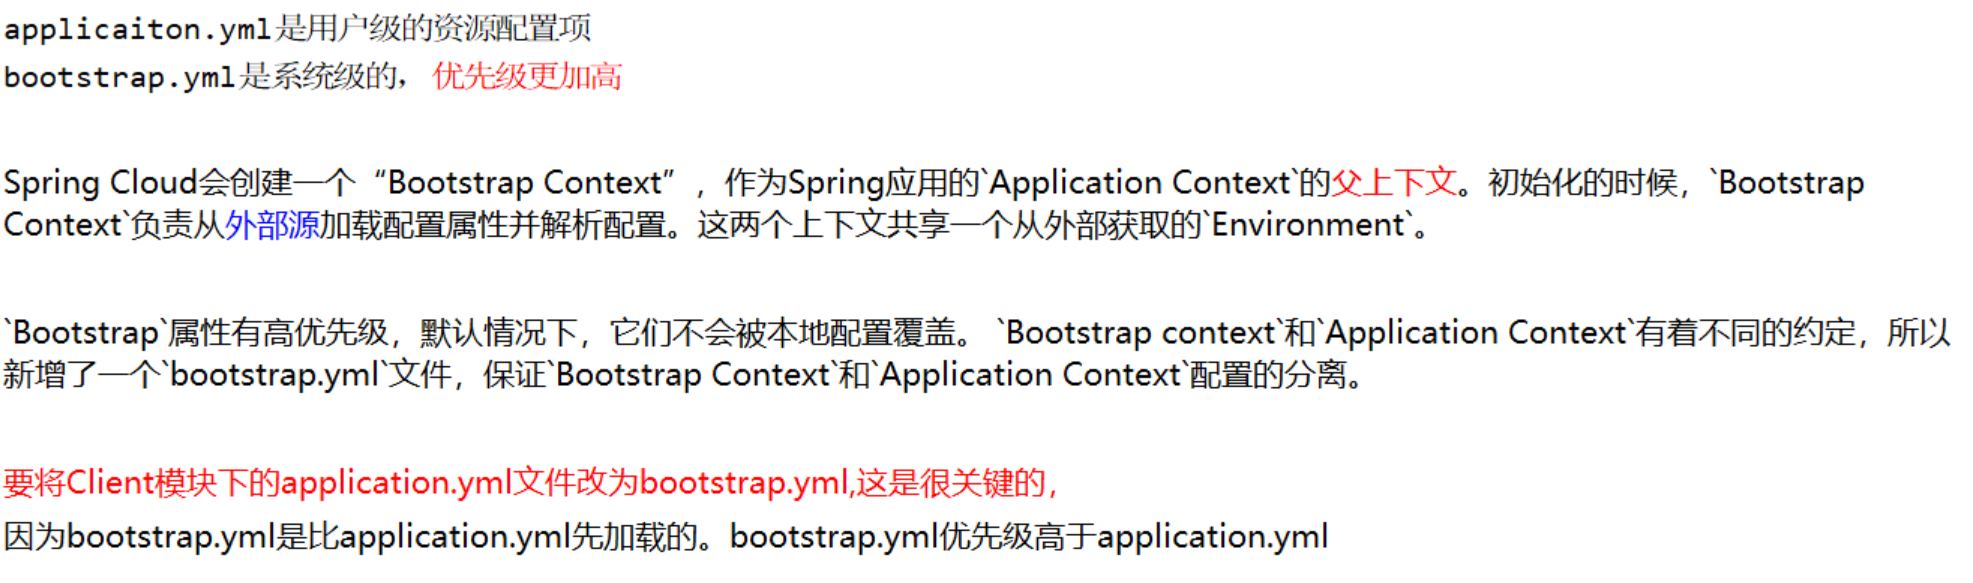 applicaiton.yml是用户级的资源配置项
bootstrap.yml是系统级的，优先级更加高
Spring Cloud会创建一个“Bootstrap Context”，作为Spring应用的`Application Context`的父上下文。初始化的时候，`Bootstrap
Context`负责从外部源加载配置属性并解析配置。这两个上下文共享一个从外部获取的`Environment`。
`Bootstrap`属性有高优先级，默认情况下，它们不会被本地配置覆盖。 `Bootstrap context`和`Application Context`有着不同的约定，所以
新增了一个`bootstrap.yml`文件，保证`Bootstrap Context`和`Application Context`配置的分离。
要将Client模块下的application.yml文件改为bootstrap.yml,这是很关键的，
因为bootstrap.yml是比application.yml先加载的。bootstrap.yml优先级高于application.yml